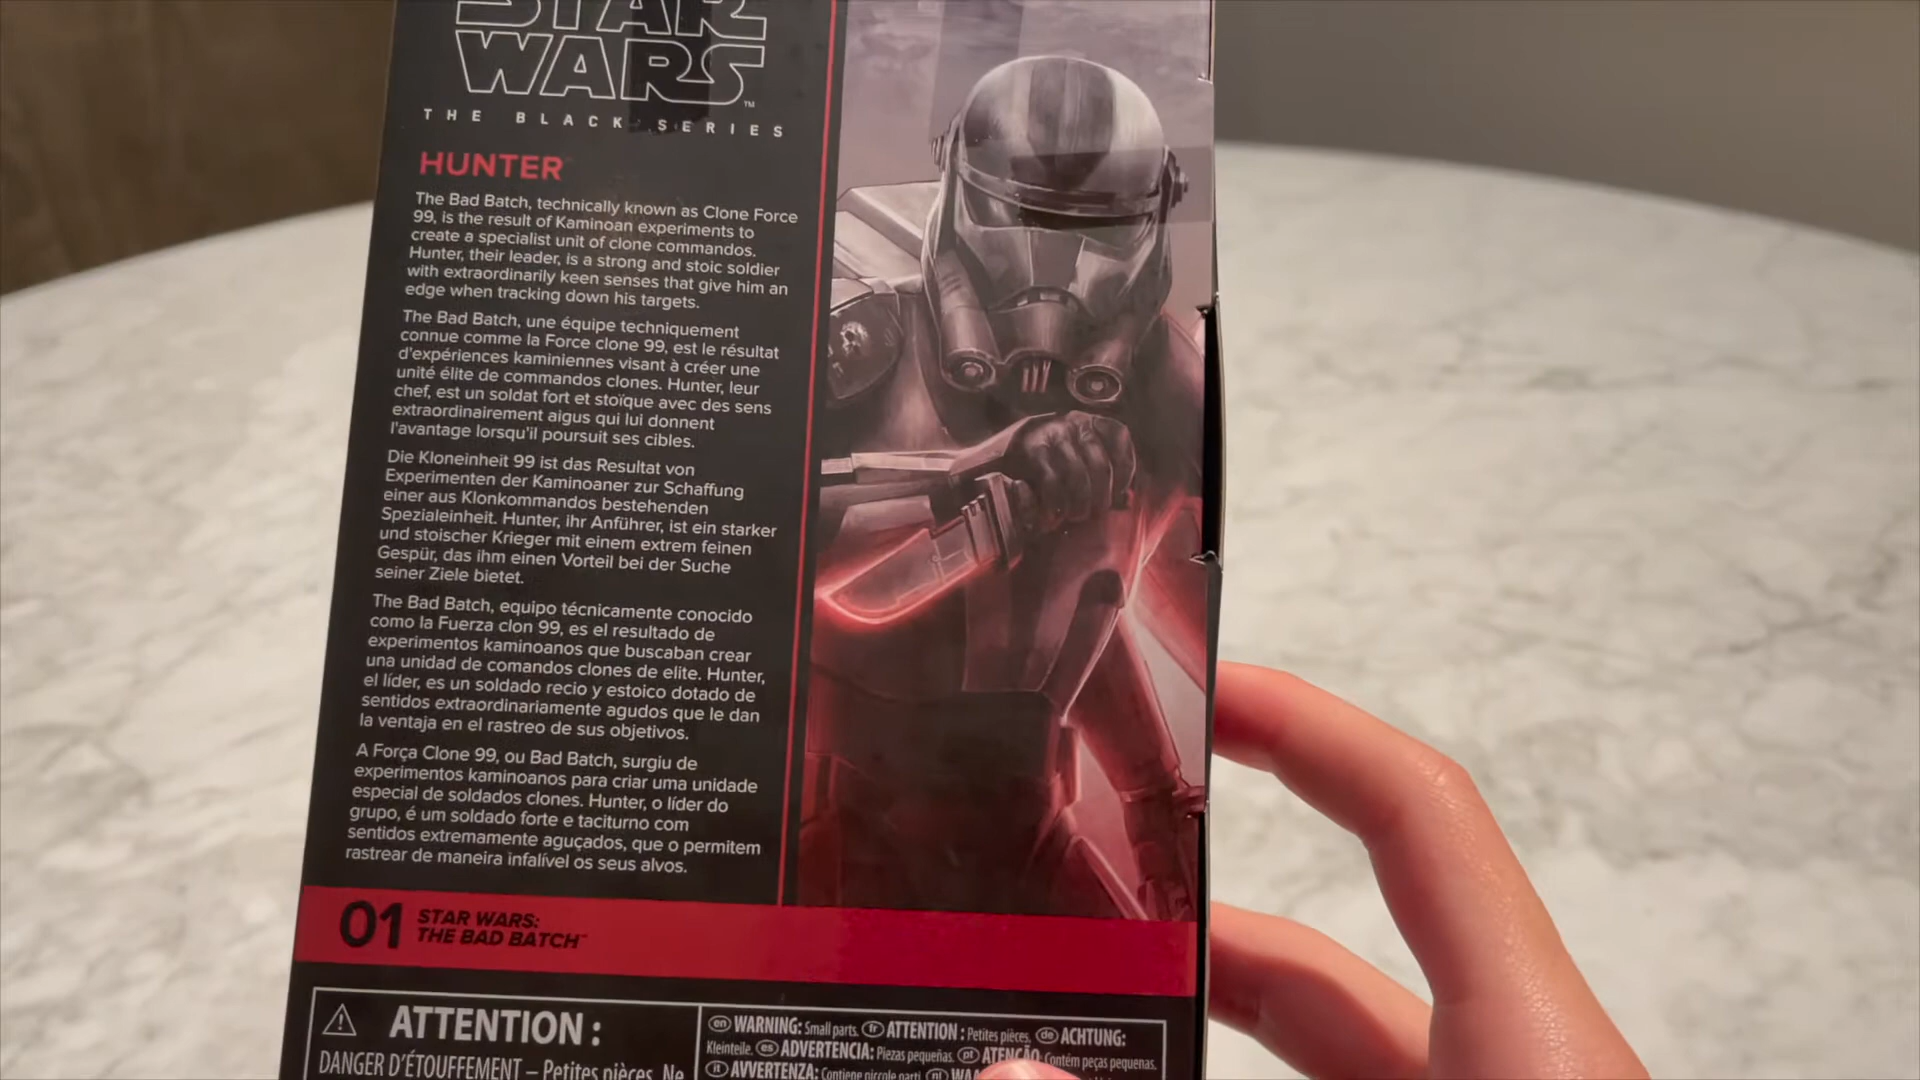 STAR
WARS™
THE BLACK SERIES
HUNTER™
The Bad Batch, technically known as Clone Force
99, is the result of Kaminoan experiments to
create a specialist unit of clone commandos.
Hunter, their leader, is a strong and stoic soldier
with extraordinarily keen senses that give him an
edge when tracking down his targets.
The Bad Batch, une équipe techniquement
connue comme la Force clone 99, est le résultat
d'expériences kaminiennes visant à créer une
unité élite de commandos clones. Hunter, leur
chef, est un soldat fort et stoïque avec des sens
extraordinairement aigus qui lui donnent
l'avantage lorsqu'il poursuit ses cibles.
Die Kloneinheit 99 ist das Resultat von
Experimenten der Kaminoaner zur Schaffung
einer aus Klonkommandos bestehenden
Spezialeinheit. Hunter, ihr Anführer, ist ein starker
und stoischer Krieger mit einem extrem feinen
Gespür, das ihm einen Vorteil bei der Suche
seiner Ziele bietet.
The Bad Batch, equipo técnicamente conocido
como la Fuerza clon 99, es el resultado de
experimentos kaminoanos que buscaban crear
una unidad de comandos clones de elite. Hunter,
el líder, es un soldado recio y estoico dotado de
sentidos extraordinariamente agudos que le dan
la ventaja en el rastreo de sus objetivos.
A Força Clone 99, ou Bad Batch, surgiu de
experimentos kaminoanos para criar uma unidade
especial de soldados clones. Hunter, o líder do
grupo, é um soldado forte e taciturno com
sentidos extremamente aguçados, que o permitem
rastrear de maneira infalível os seus alvos.
01 STAR WARS:
THE BAD BATCH™
ATTENTION :
DANGER D'ÉTOUFFEMENT – Petites pièces. Ne
en WARNING: Small parts. fr ATTENTION : Petites pièces. de ACHTUNG:
Kleinteile. es ADVERTENCIA: Piezas pequeñas. pt ATENÇÃO: Contém peças pequenas.
it AVVERTENZA: Contiene piccole parti. nl